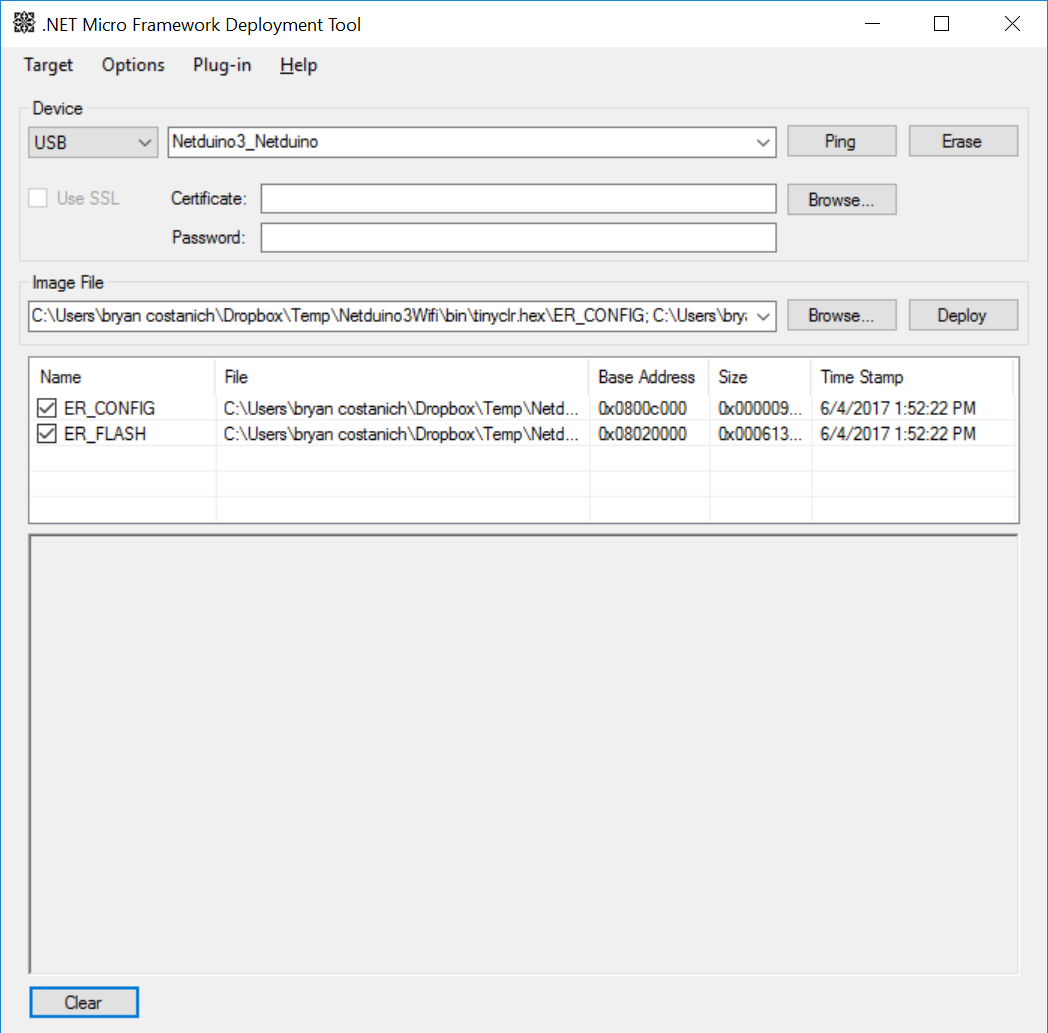 .NET Micro Framework Deployment Tool
Target Options Plug-in Help
Device
USB Netduino3_Netduino Ping Erase
Use SSL Certificate: Browse...
Password:
Image File
C:\Users\bryan costanich\Dropbox\Temp\Netduino3Wifi\bin\tinyclr.hex\ER_CONFIG; C:\Users\brya Browse... Deploy
Name File Base Address Size Time Stamp
ER_CONFIG C:\Users\bryan costanich\Dropbox\Temp\Netd... 0x0800c000 0x000009... 6/4/2017 1:52:22 PM
ER_FLASH C:\Users\bryan costanich\Dropbox\Temp\Netd... 0x08020000 0x000613... 6/4/2017 1:52:22 PM
Clear